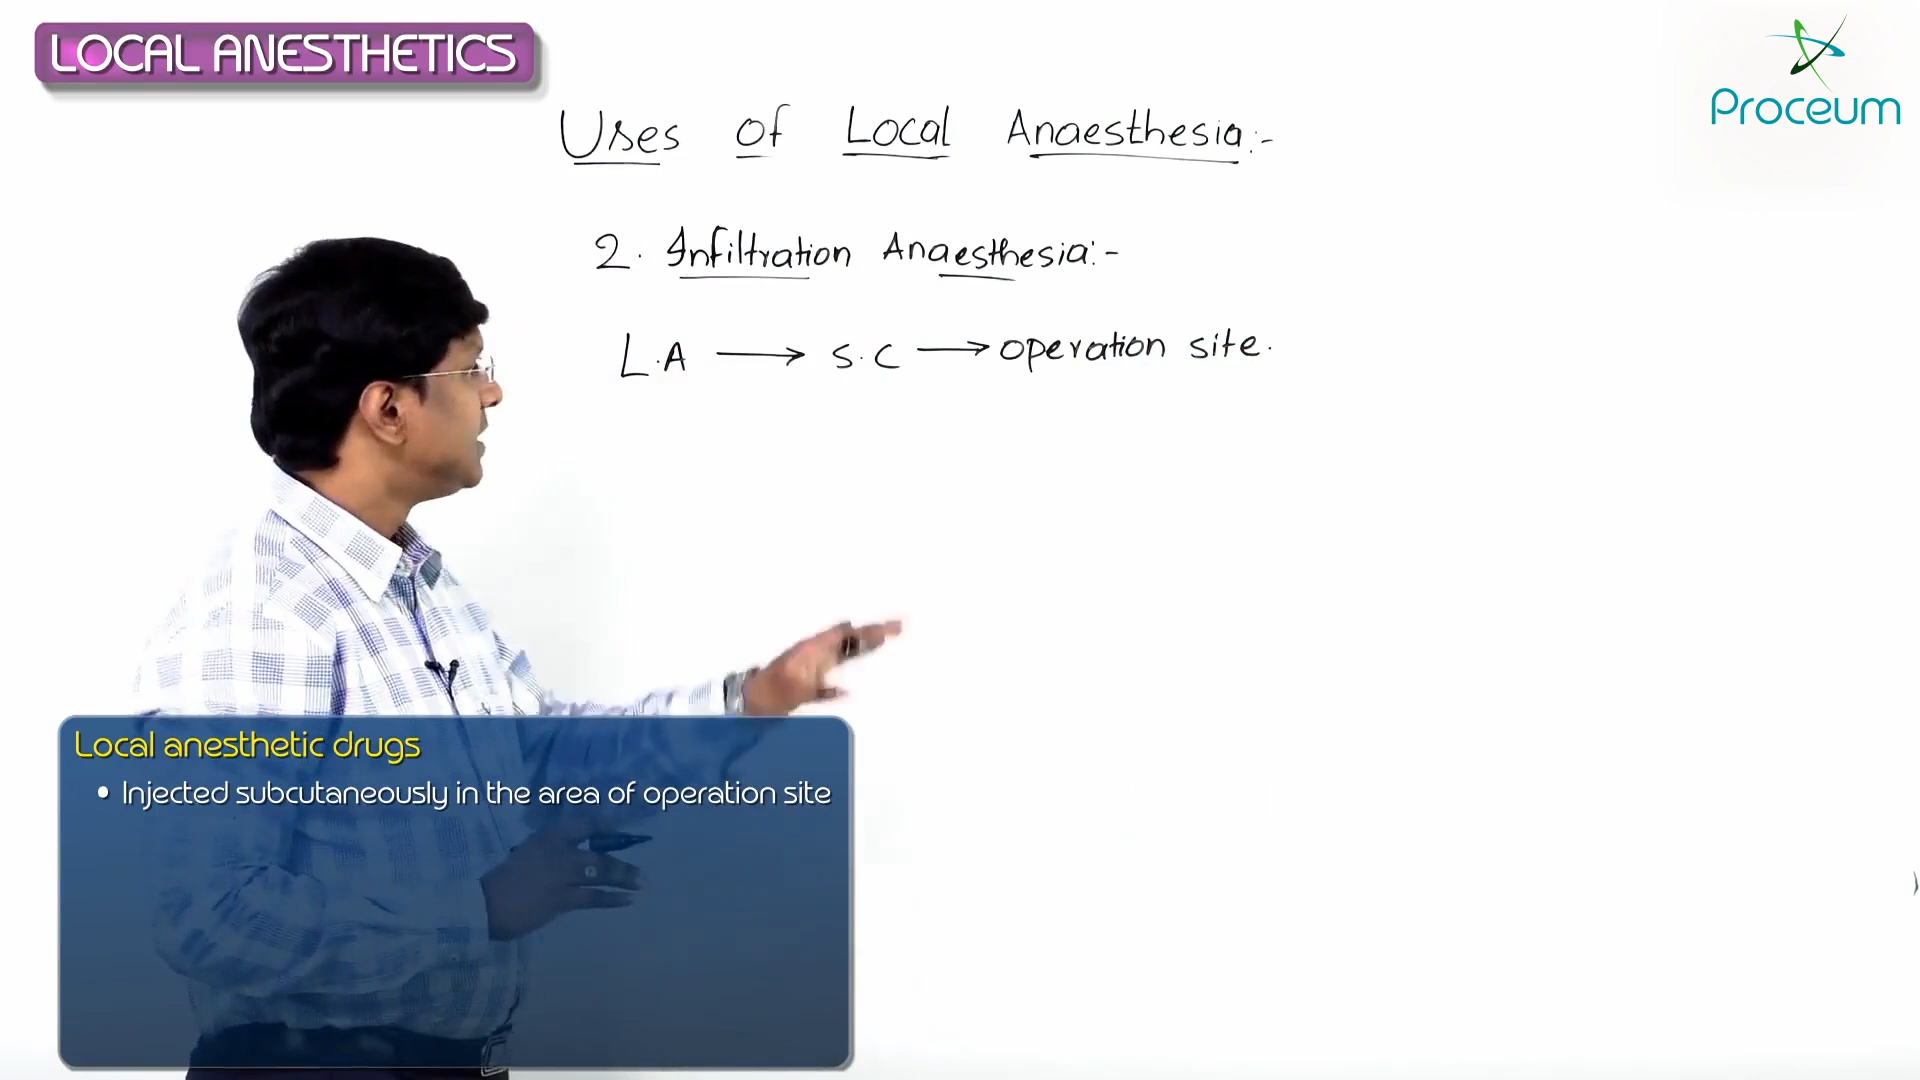 LOCAL ANESTHETICS
Proceum
Uses of Local Anaesthesia:-
2. Infiltration Anaesthesia:-
L.A → S.C → operation site.
Local anesthetic drugs
• Injected subcutaneously in the area of operation site